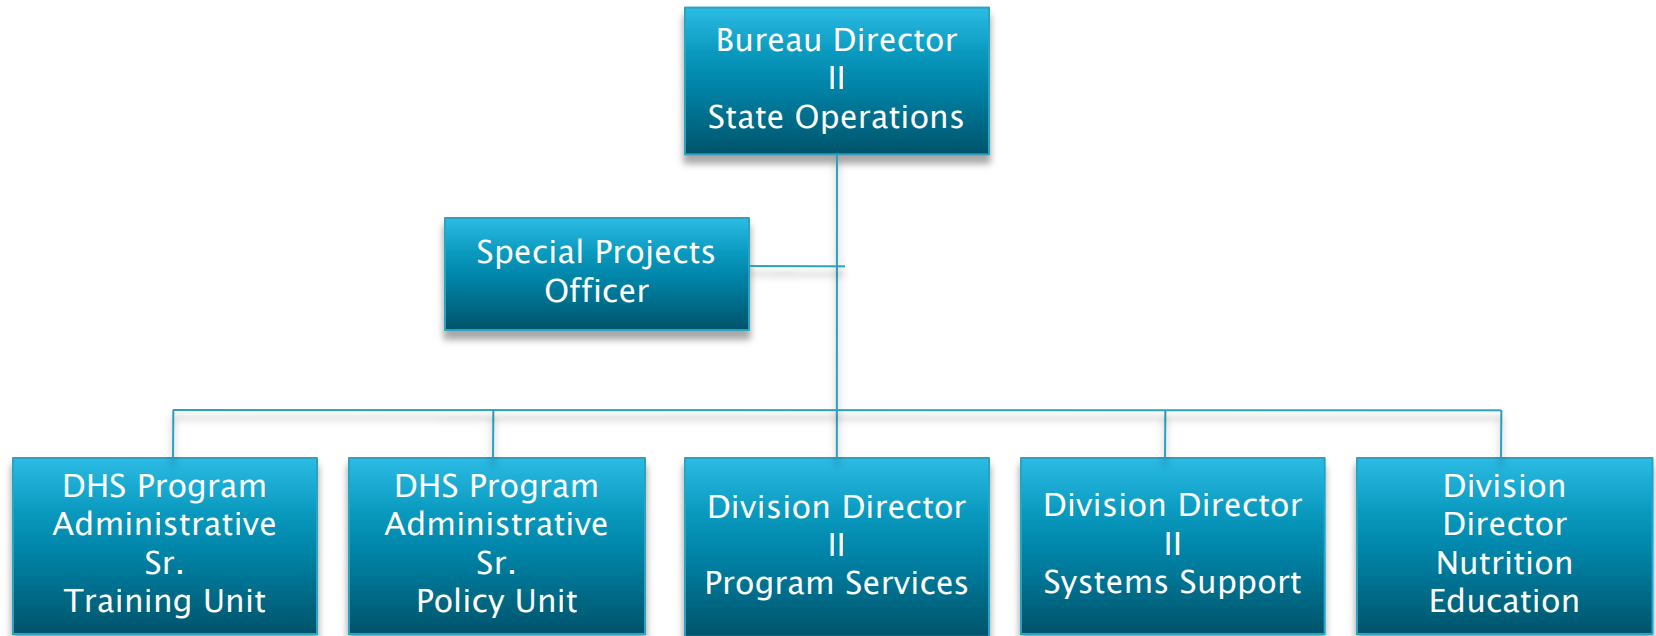 Bureau Director
II
State Operations
Special Projects
Officer
DHS Program
Administrative
Sr.
Training Unit
DHS Program
Administrative
Sr.
Policy Unit
Division Director
II
Program Services
Division Director
II
Systems Support
Division
Director
Nutrition
Education